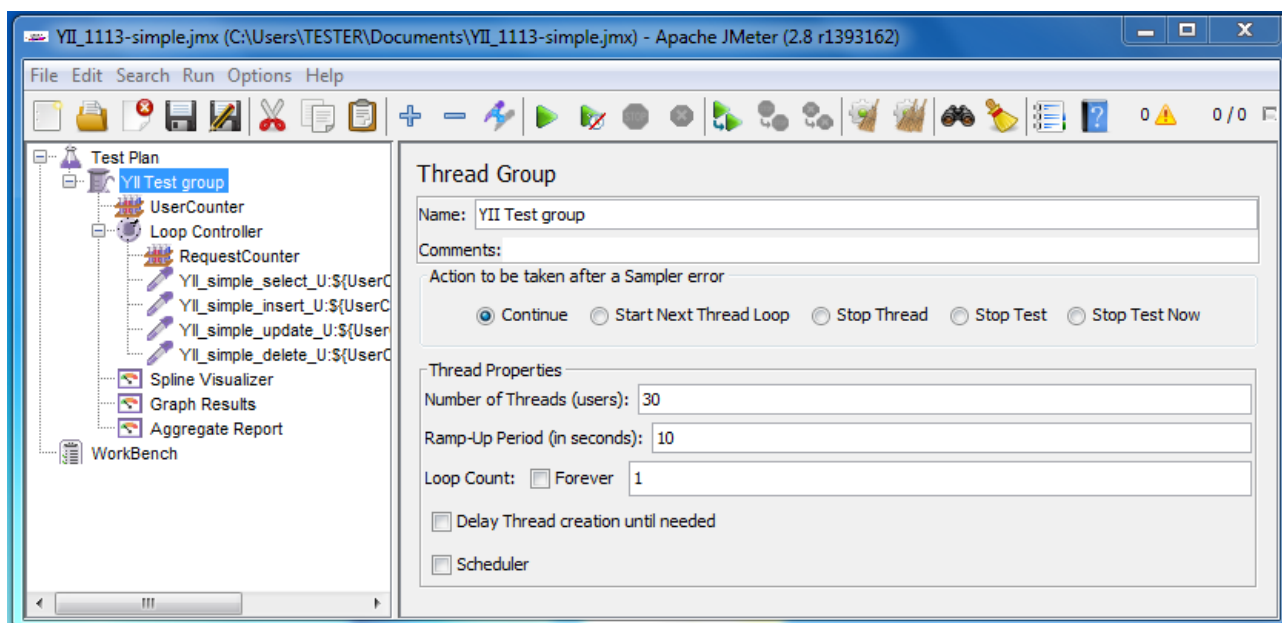 YII_1113-simple.jmx (C:\Users\TESTER\Documents\YII_1113-simple.jmx) - Apache JMeter (2.8 r1393162)
File Edit Search Run Options Help
STOP
0
0 / 0
Test Plan
YII Test group
UserCounter
Loop Controller
RequestCounter
YII_simple_select_U:${UserC
YII_simple_insert_U:${UserC
YII_simple_update_U:${User
YII_simple_delete_U:${UserC
Spline Visualizer
Graph Results
Aggregate Report
WorkBench
Thread Group
Name: YII Test group
Comments:
Action to be taken after a Sampler error
Continue Start Next Thread Loop Stop Thread Stop Test Stop Test Now
Thread Properties
Number of Threads (users): 30
Ramp-Up Period (in seconds): 10
Loop Count: Forever 1
Delay Thread creation until needed
Scheduler